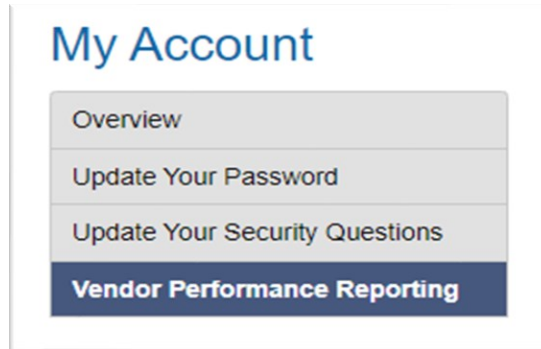 My Account
Overview
Update Your Password
Update Your Security Questions
Vendor Performance Reporting